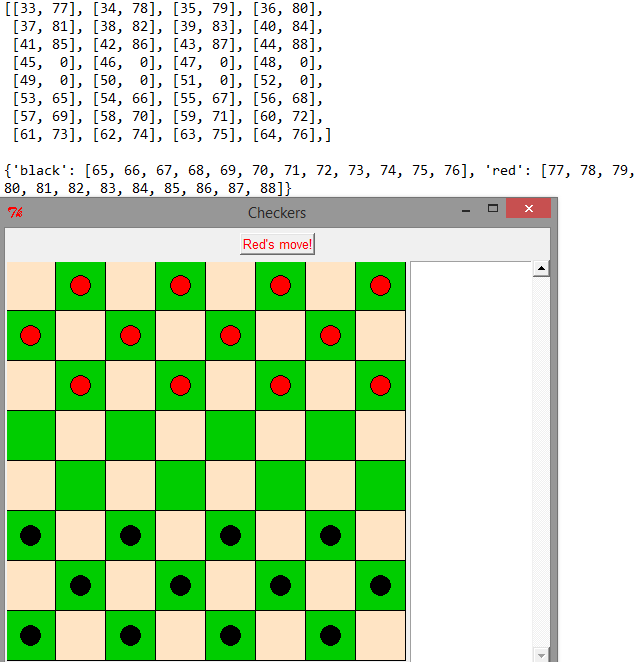 [[33, 77], [34, 78], [35, 79], [36, 80],
 [37, 81], [38, 82], [39, 83], [40, 84],
 [41, 85], [42, 86], [43, 87], [44, 88],
 [45,  0], [46,  0], [47,  0], [48,  0],
 [49,  0], [50,  0], [51,  0], [52,  0],
 [53, 65], [54, 66], [55, 67], [56, 68],
 [57, 69], [58, 70], [59, 71], [60, 72],
 [61, 73], [62, 74], [63, 75], [64, 76],]
{'black': [65, 66, 67, 68, 69, 70, 71, 72, 73, 74, 75, 76], 'red': [77, 78, 79,
80, 81, 82, 83, 84, 85, 86, 87, 88]}
Checkers
Red's move!